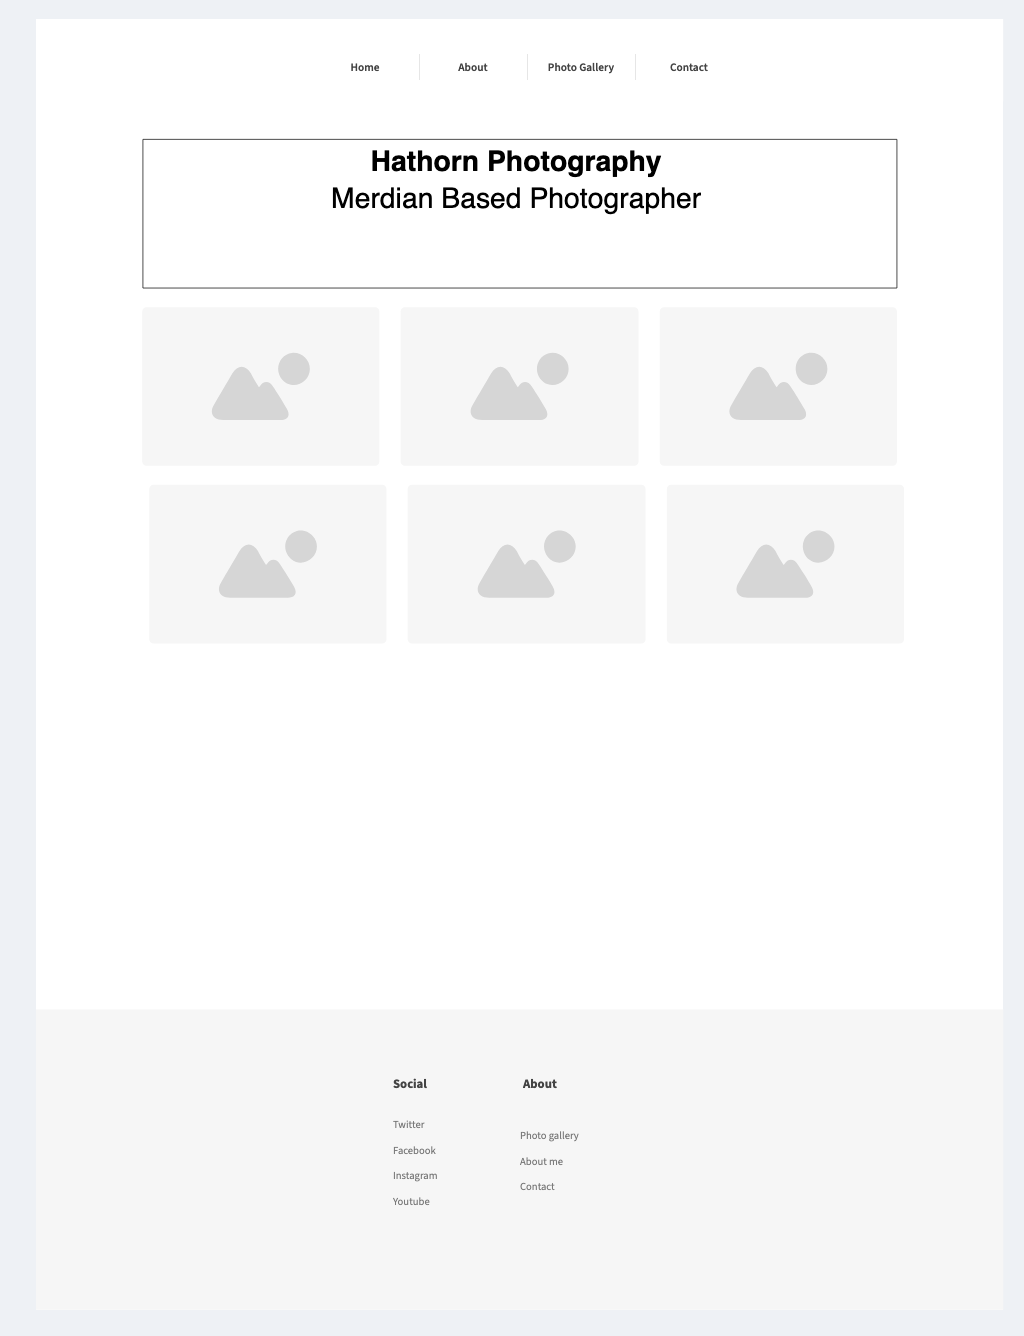 Home About Photo Gallery Contact
Hathorn Photography
Merdian Based Photographer
Social About
Twitter
Photo gallery
Facebook
About me
Instagram
Contact
Youtube